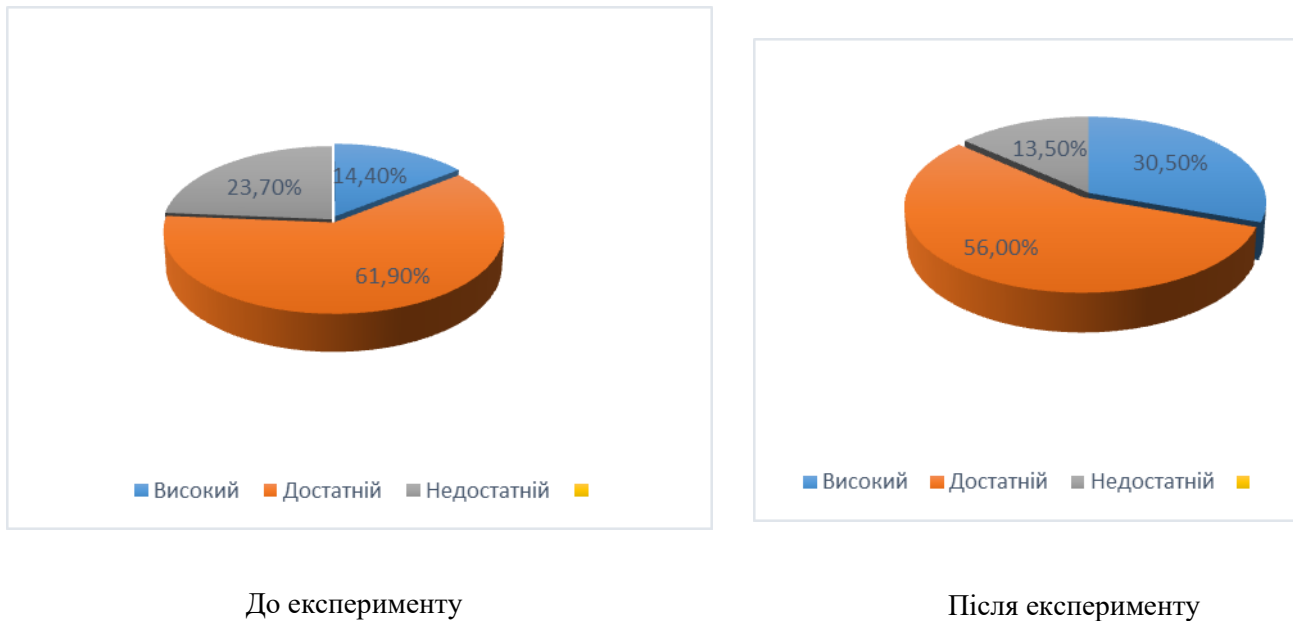 14,40%
23,70%
61,90%
Високий Достатній Недостатній
До експерименту
13,50%
30,50%
56,00%
Високий Достатній Недостатній
Після експерименту